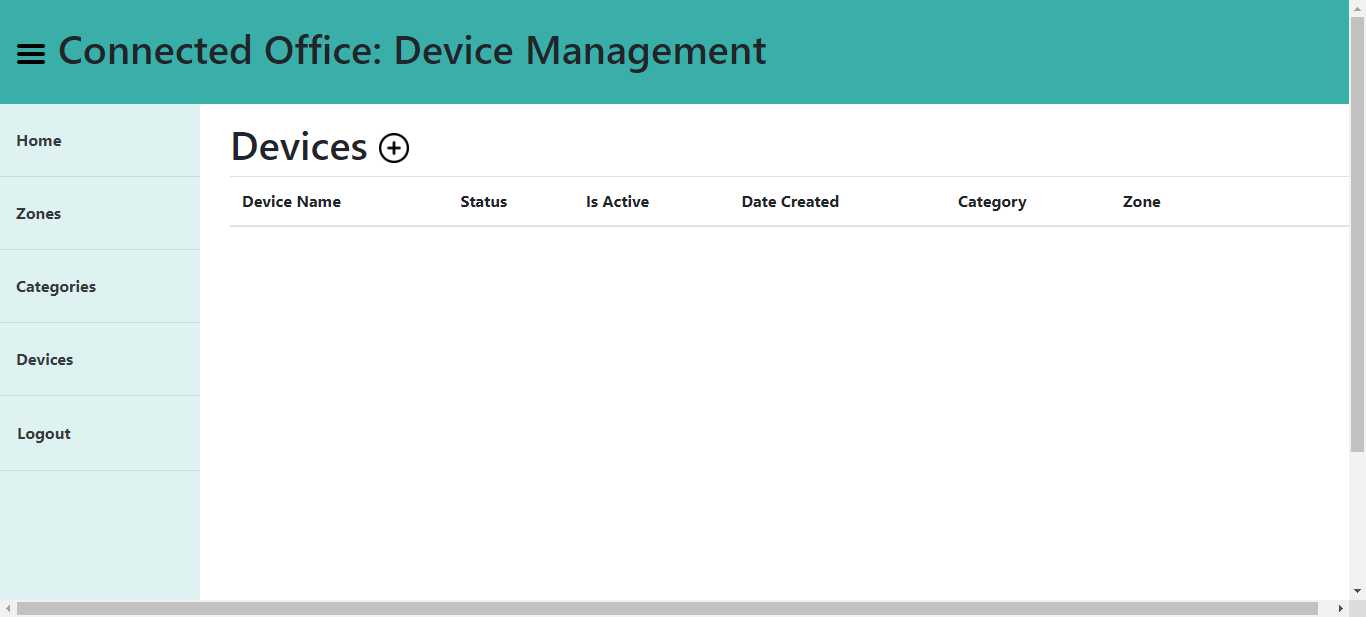 Connected Office: Device Management
Home
Zones
Categories
Devices
Logout
Devices
Device Name Status Is Active Date Created Category Zone